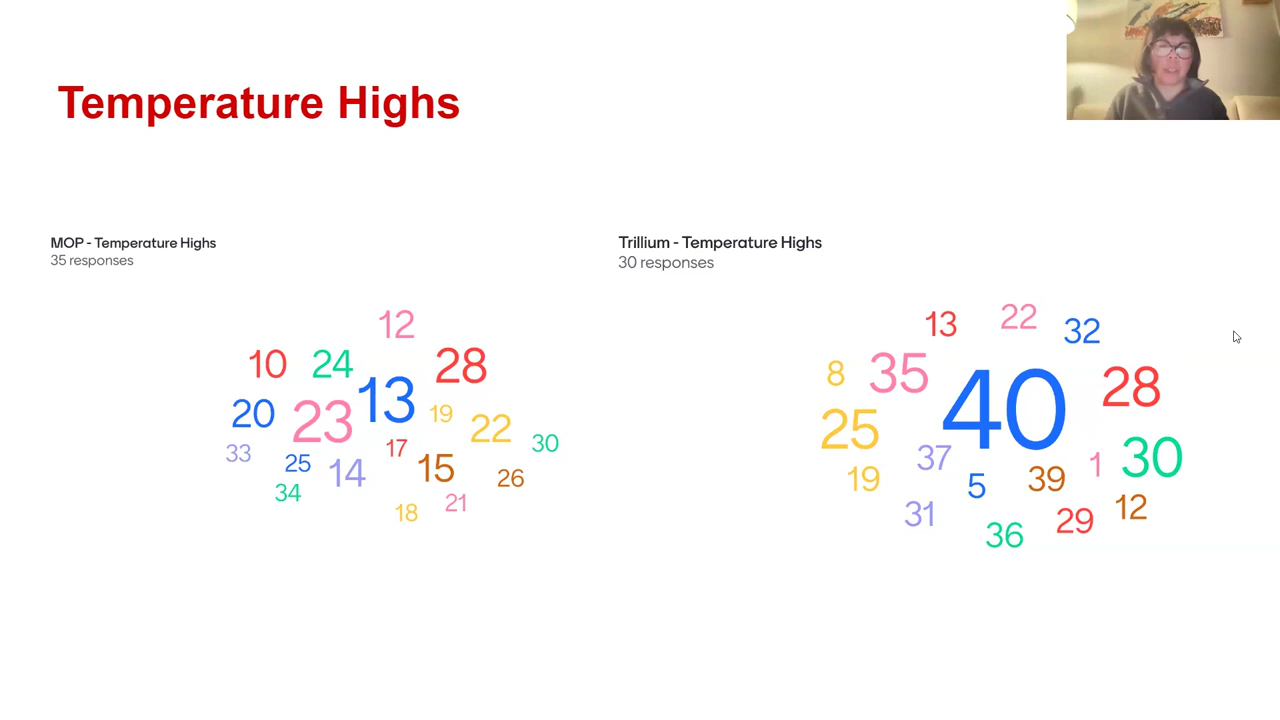 Temperature Highs
MOP - Temperature Highs
35 responses
12
10 24 28
13
20 23 19 22
33 25 14 17 15 30
34 26
18 21
Trillium - Temperature Highs
30 responses
13 22 32
8 35 40 28
25
19 37 5 39 1 30
31 36 29 12